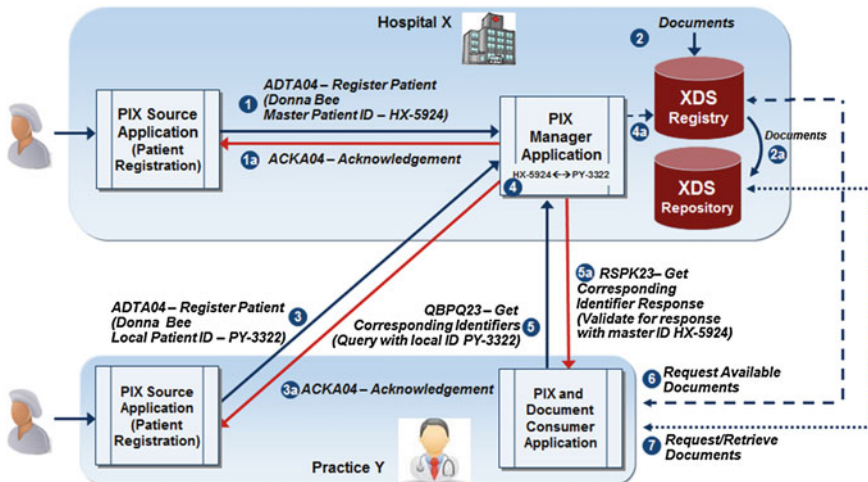 Hospital X
2 Documents
ADTA04 – Register Patient
1 (Donna Bee
Master Patient ID – HX-5924)
PIX Source
Application
(Patient
Registration)
1a ACKA04 – Acknowledgement
PIX
Manager
Application
HX-5924 ↔ PY-3322
4
4a
XDS
Registry
Documents
2a
XDS
Repository
ADTA04 – Register Patient
(Donna Bee
Local Patient ID – PY-3322)
3
QBPQ23 – Get
Corresponding Identifiers
(Query with local ID PY-3322)
5
5a RSPK23– Get
Corresponding
Identifier Response
(Validate for response
with master ID HX-5924)
PIX Source
Application
(Patient
Registration)
3a ACKA04 – Acknowledgement
PIX and
Document
Consumer
Application
6 Request Available
Documents
7 Request/Retrieve
Documents
Practice Y